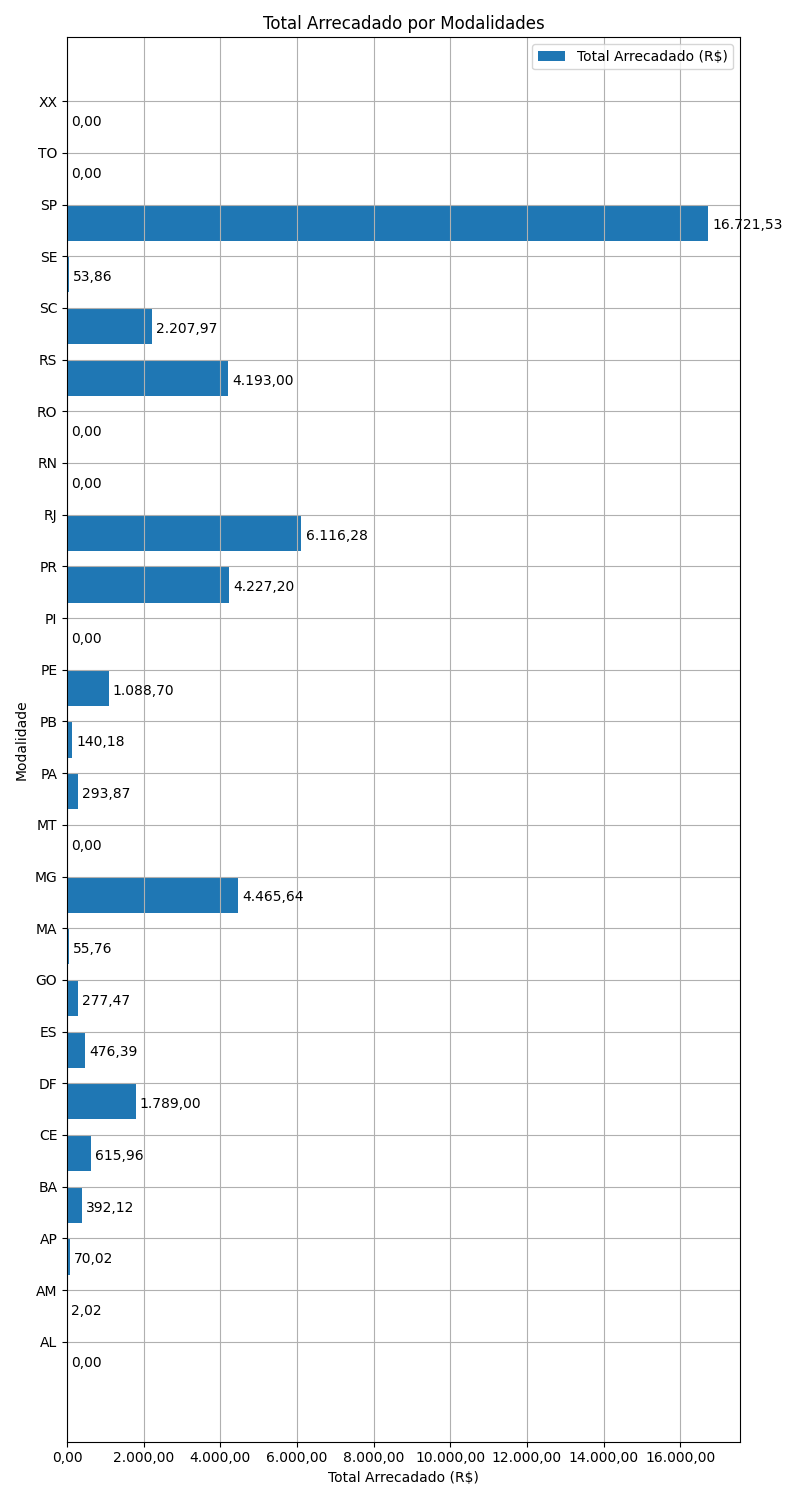 Total Arrecadado por Modalidades
Total Arrecadado (R$)
XX
0,00
TO
0,00
SP
16.721,53
SE
53,86
SC
2.207,97
RS
4.193,00
RO
0,00
RN
0,00
RJ
6.116,28
PR
4.227,20
PI
0,00
PE
1.088,70
PB
140,18
PA
293,87
MT
0,00
MG
4.465,64
MA
55,76
GO
277,47
ES
476,39
DF
1.789,00
CE
615,96
BA
392,12
AP
70,02
AM
2,02
AL
0,00
Modalidade
0,00 2.000,00 4.000,00 6.000,00 8.000,00 10.000,00 12.000,00 14.000,00 16.000,00
Total Arrecadado (R$)